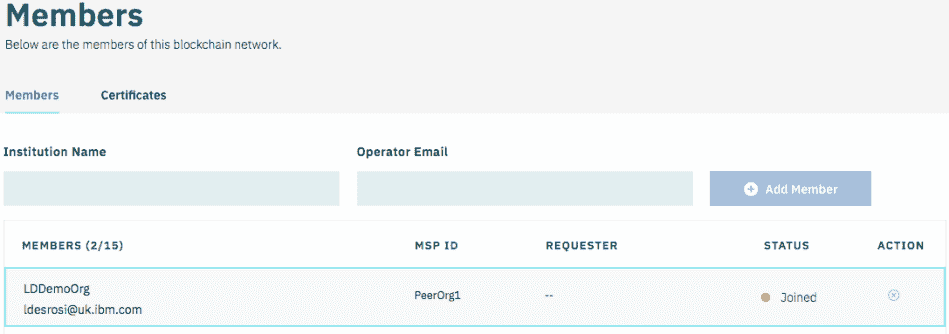 Members
Below are the members of this blockchain network.
Members Certificates
Institution Name Operator Email
Add Member
MEMBERS (2/15) MSP ID REQUESTER STATUS ACTION
LDDemoOrg
ldesrosi@uk.ibm.com
PeerOrg1 -- Joined